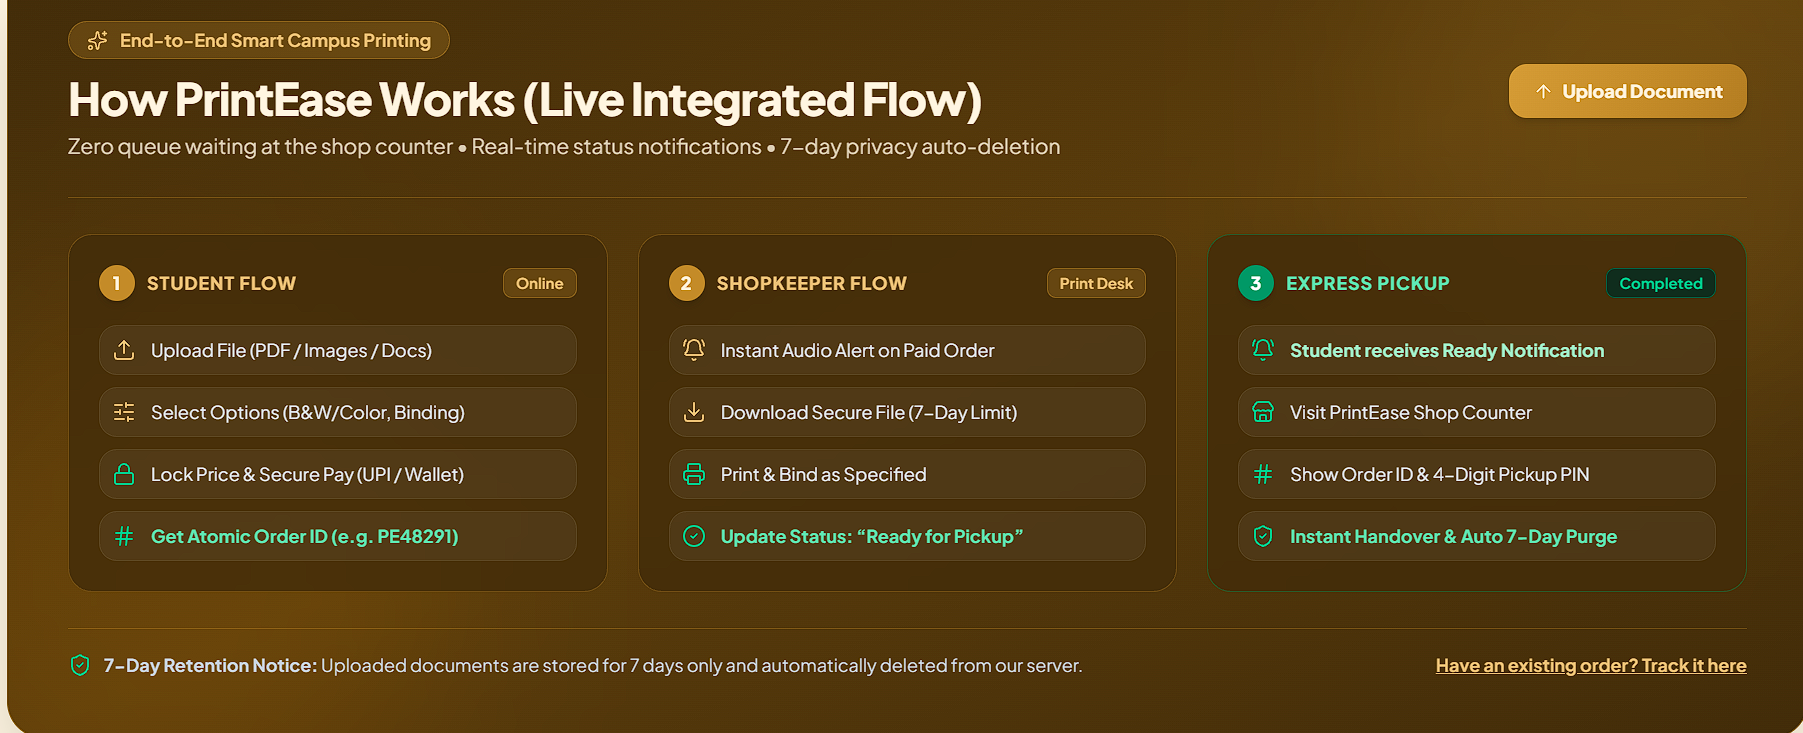 End-to-End Smart Campus Printing
How PrintEase Works (Live Integrated Flow)
Zero queue waiting at the shop counter • Real-time status notifications • 7-day privacy auto-deletion
Upload Document
1 STUDENT FLOW Online
Upload File (PDF / Images / Docs)
Select Options (B&W/Color, Binding)
Lock Price & Secure Pay (UPI / Wallet)
Get Atomic Order ID (e.g. PE48291)
2 SHOPKEEPER FLOW Print Desk
Instant Audio Alert on Paid Order
Download Secure File (7-Day Limit)
Print & Bind as Specified
Update Status: “Ready for Pickup”
3 EXPRESS PICKUP Completed
Student receives Ready Notification
Visit PrintEase Shop Counter
Show Order ID & 4-Digit Pickup PIN
Instant Handover & Auto 7-Day Purge
7-Day Retention Notice: Uploaded documents are stored for 7 days only and automatically deleted from our server.
Have an existing order? Track it here